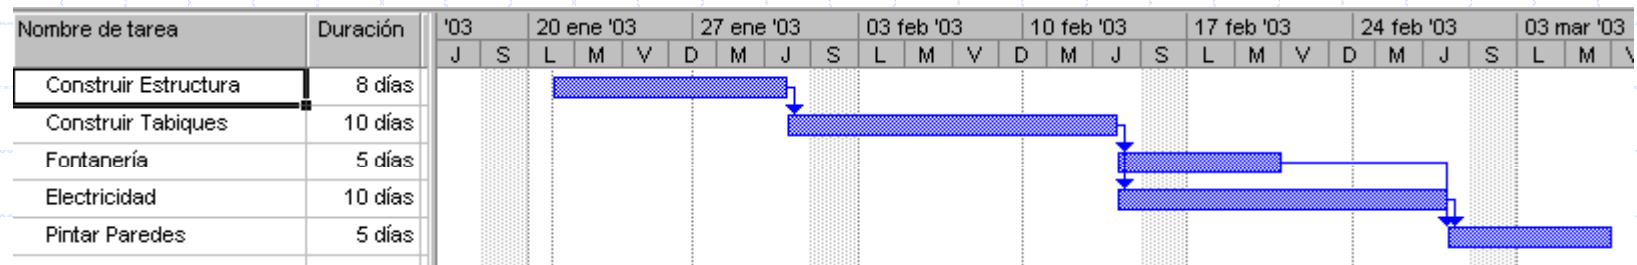 Nombre de tarea Duración '03 20 ene '03 27 ene '03 03 feb '03 10 feb '03 17 feb '03 24 feb '03 03 mar '03
J S L M V D M J S L M V D M J S L M V D M J S L M V
Construir Estructura 8 días
Construir Tabiques 10 días
Fontanería 5 días
Electricidad 10 días
Pintar Paredes 5 días